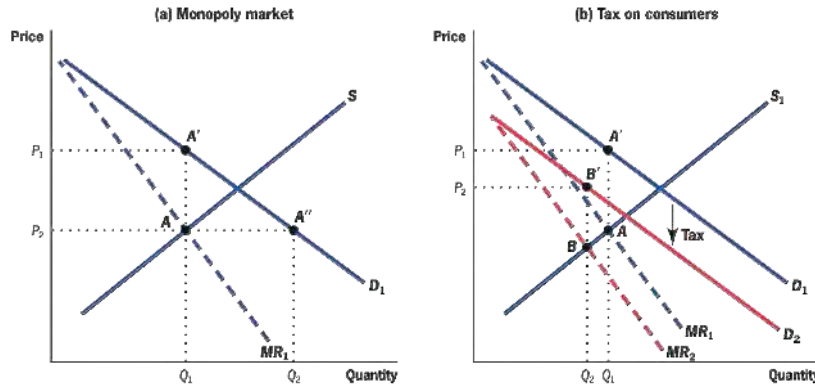 (a) Monopoly market
Price
S
P₁
A′
A
A″
P₂
D₁
MR₁
Q₁
Q₂
Quantity
(b) Tax on consumers
Price
S₁
P₁
A′
P₂
B′
A
Tax
B
D₁
MR₁
D₂
MR₂
Q₂
Q₁
Quantity